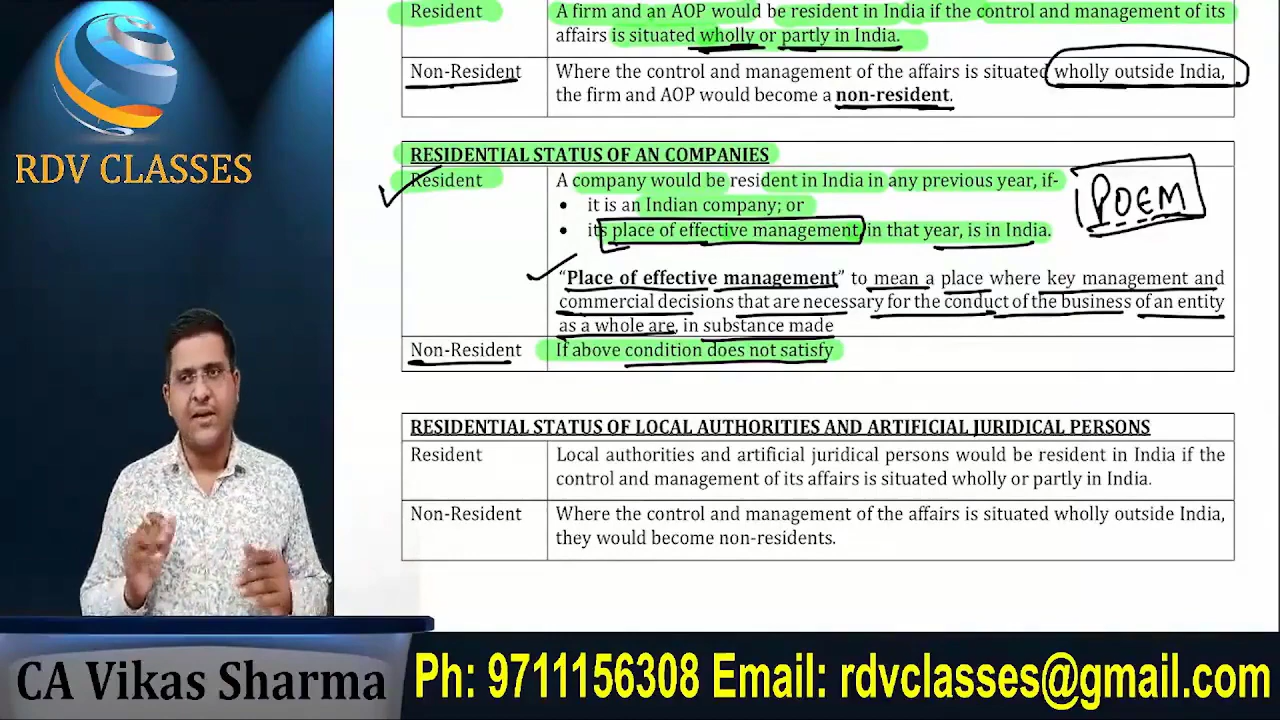 RDV CLASSES
Resident
A firm and an AOP would be resident in India if the control and management of its
affairs is situated wholly or partly in India.
Non-Resident
Where the control and management of the affairs is situated wholly outside India,
the firm and AOP would become a non-resident.
RESIDENTIAL STATUS OF AN COMPANIES
Resident
A company would be resident in India in any previous year, if-
• it is an Indian company; or
• its place of effective management, in that year, is in India.
POEM
“Place of effective management” to mean a place where key management and
commercial decisions that are necessary for the conduct of the business of an entity
as a whole are, in substance made
Non-Resident
If above condition does not satisfy
RESIDENTIAL STATUS OF LOCAL AUTHORITIES AND ARTIFICIAL JURIDICAL PERSONS
Resident
Local authorities and artificial juridical persons would be resident in India if the
control and management of its affairs is situated wholly or partly in India.
Non-Resident
Where the control and management of the affairs is situated wholly outside India,
they would become non-residents.
CA Vikas Sharma
Ph: 9711156308 Email: rdvclasses@gmail.com